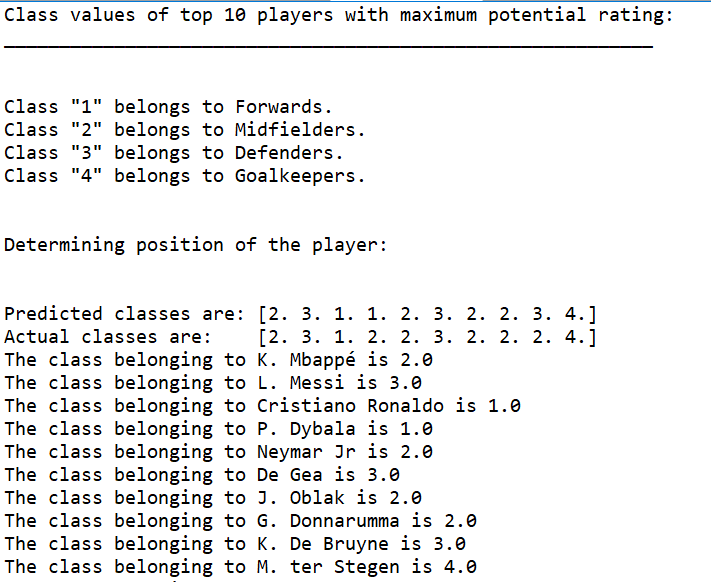 Class values of top 10 players with maximum potential rating:
Class "1" belongs to Forwards.
Class "2" belongs to Midfielders.
Class "3" belongs to Defenders.
Class "4" belongs to Goalkeepers.
Determining position of the player:
Predicted classes are: [2. 3. 1. 1. 2. 3. 2. 2. 3. 4.]
Actual classes are:    [2. 3. 1. 2. 2. 3. 2. 2. 2. 4.]
The class belonging to K. Mbappé is 2.0
The class belonging to L. Messi is 3.0
The class belonging to Cristiano Ronaldo is 1.0
The class belonging to P. Dybala is 1.0
The class belonging to Neymar Jr is 2.0
The class belonging to De Gea is 3.0
The class belonging to J. Oblak is 2.0
The class belonging to G. Donnarumma is 2.0
The class belonging to K. De Bruyne is 3.0
The class belonging to M. ter Stegen is 4.0